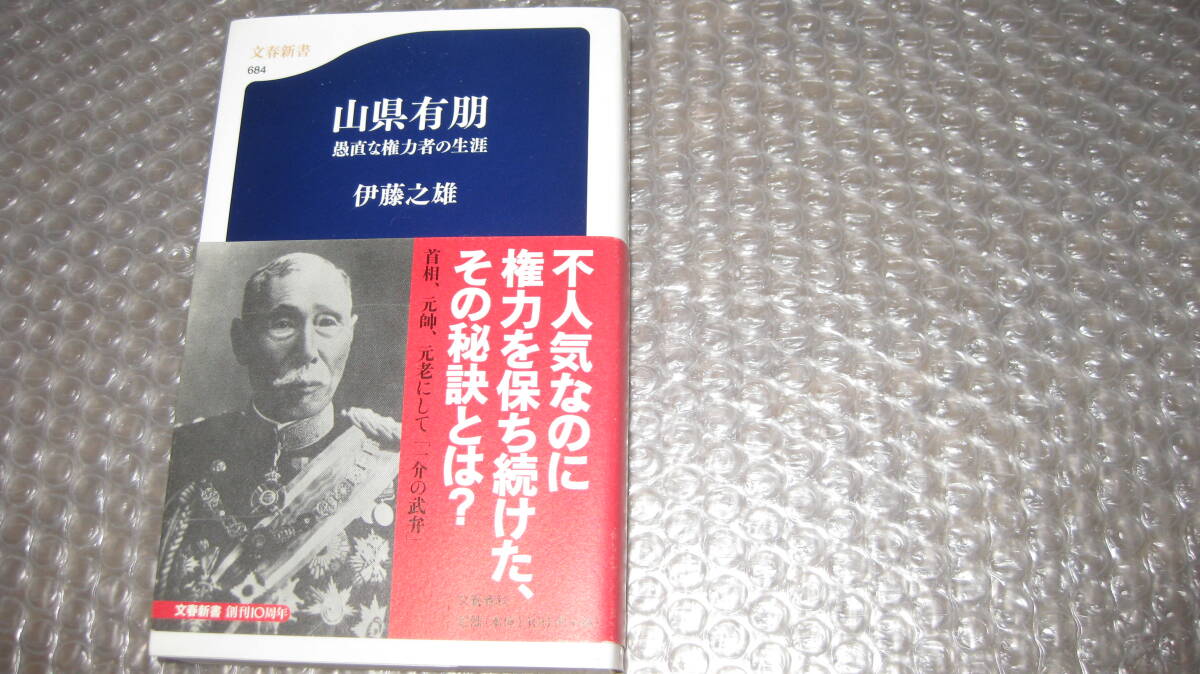 文春新書
684
山県有朋
愚直な権力者の生涯
伊藤之雄
不人気なのに
権力を保ち続けた、
その秘訣とは?
首相、元帥、元老にして「一介の武弁」
文春新書 創刊10周年